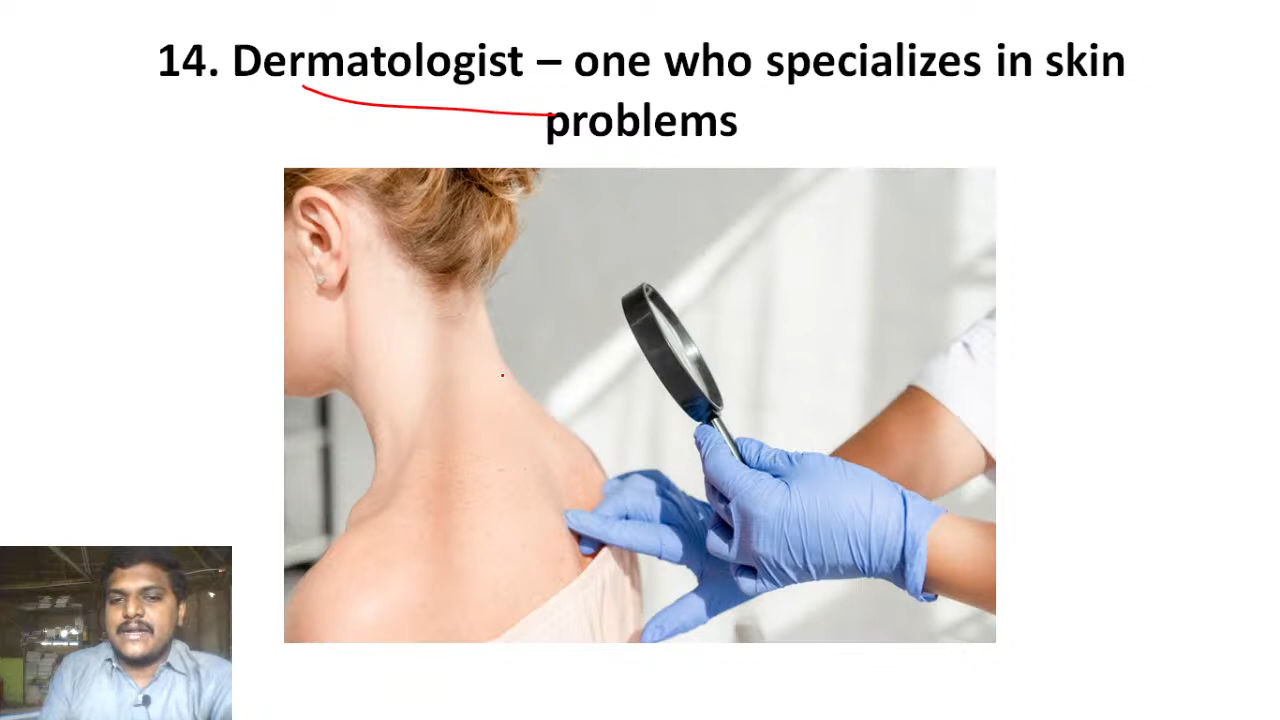 14. Dermatologist – one who specializes in skin
problems